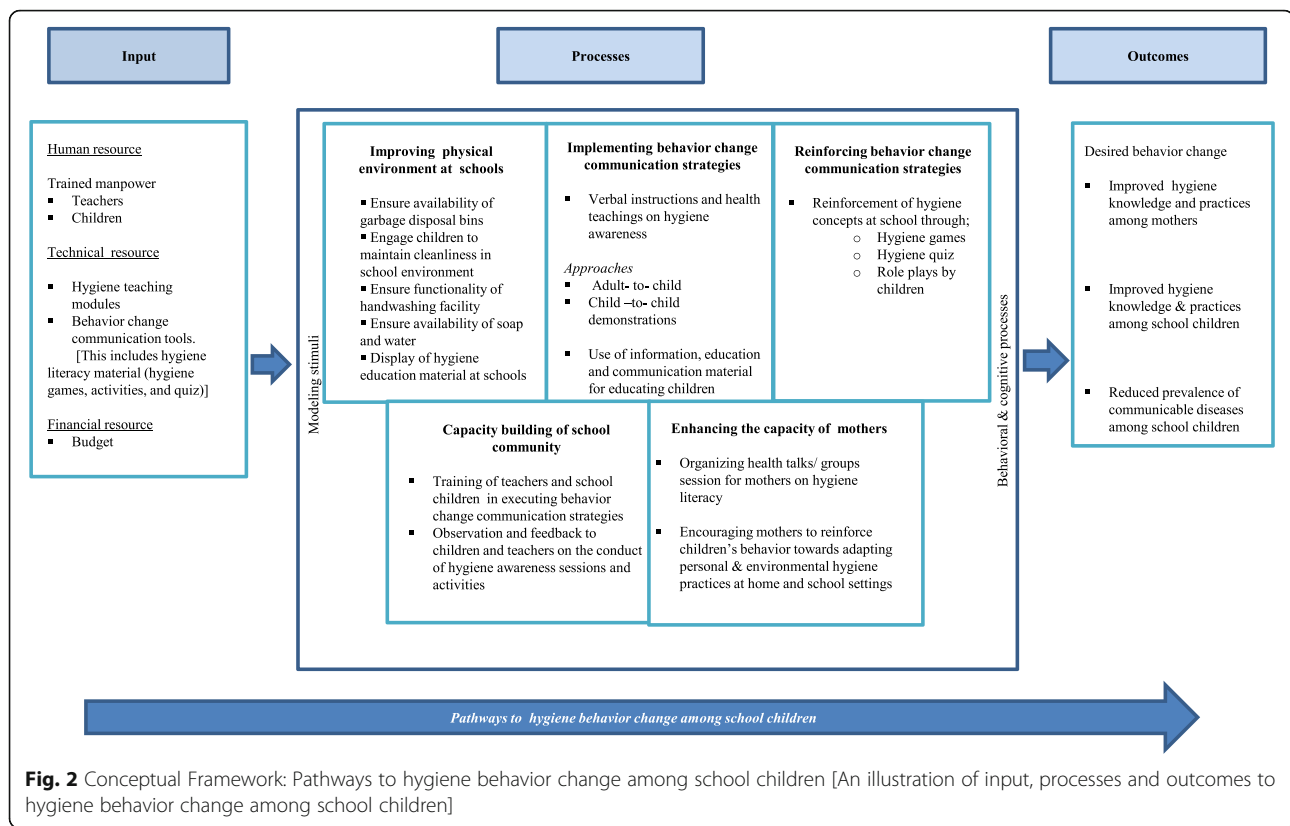 Input
Processes
Outcomes
Human resource
Trained manpower
▪ Teachers
▪ Children
Technical resource
▪ Hygiene teaching
modules
▪ Behavior change
communication tools.
[This includes hygiene
literacy material (hygiene
games, activities, and quiz)]
Financial resource
▪ Budget
Modeling stimuli
Improving physical
environment at schools
▪ Ensure availability of
garbage disposal bins
▪ Engage children to
maintain cleanliness in
school environment
▪ Ensure functionality of
handwashing facility
▪ Ensure availability of soap
and water
▪ Display of hygiene
education material at schools
Implementing behavior change
communication strategies
▪ Verbal instructions and health
teachings on hygiene
awareness
Approaches
▪ Adult- to- child
▪ Child –to- child
demonstrations
▪ Use of information, education
and communication material
for educating children
Reinforcing behavior change
communication strategies
▪ Reinforcement of hygiene
concepts at school through;
o Hygiene games
o Hygiene quiz
o Role plays by
children
Capacity building of school
community
▪ Training of teachers and school
children in executing behavior
change communication strategies
▪ Observation and feedback to
children and teachers on the conduct
of hygiene awareness sessions and
activities
Enhancing the capacity of mothers
▪ Organizing health talks/ groups
session for mothers on hygiene
literacy
▪ Encouraging mothers to reinforce
children’s behavior towards adapting
personal & environmental hygiene
practices at home and school settings
Behavioral & cognitive processes
Desired behavior change
▪ Improved hygiene
knowledge and practices
among mothers
▪ Improved hygiene
knowledge & practices
among school children
▪ Reduced prevalence of
communicable diseases
among school children
Pathways to hygiene behavior change among school children
Fig. 2 Conceptual Framework: Pathways to hygiene behavior change among school children [An illustration of input, processes and outcomes to
hygiene behavior change among school children]